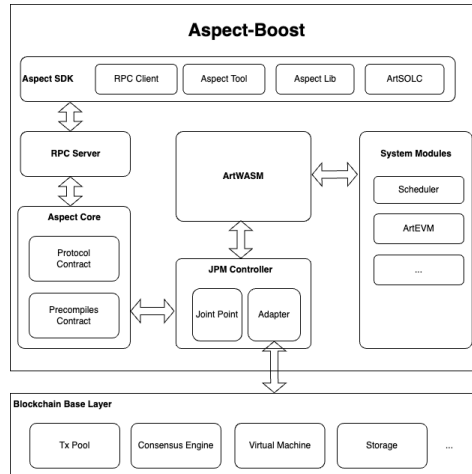 Aspect-Boost
Aspect SDK
RPC Client
Aspect Tool
Aspect Lib
ArtSOLC
RPC Server
ArtWASM
System Modules
Scheduler
ArtEVM
...
Aspect Core
Protocol
Contract
Precompiles
Contract
JPM Controller
Joint Point
Adapter
Blockchain Base Layer
Tx Pool
Consensus Engine
Virtual Machine
Storage
...